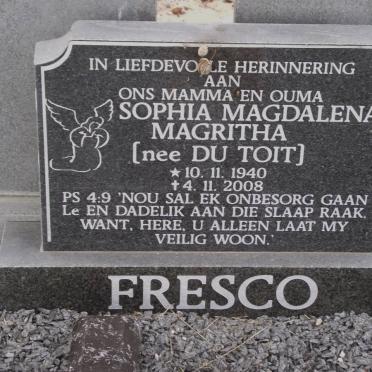 IN LIEFDEVOLLE HERINNERING
AAN
ONS MAMMA EN OUMA
SOPHIA MAGDALENA
MAGRITHA
[nee DU TOIT]
★10. 11. 1940
✝4. 11. 2008
PS 4:9 'NOU SAL EK ONBESORG GAAN
Le EN DADELIK AAN DIE SLAAP RAAK.
WANT, HERE, U ALLEEN LAAT MY
VEILIG WOON.'
FRESCO